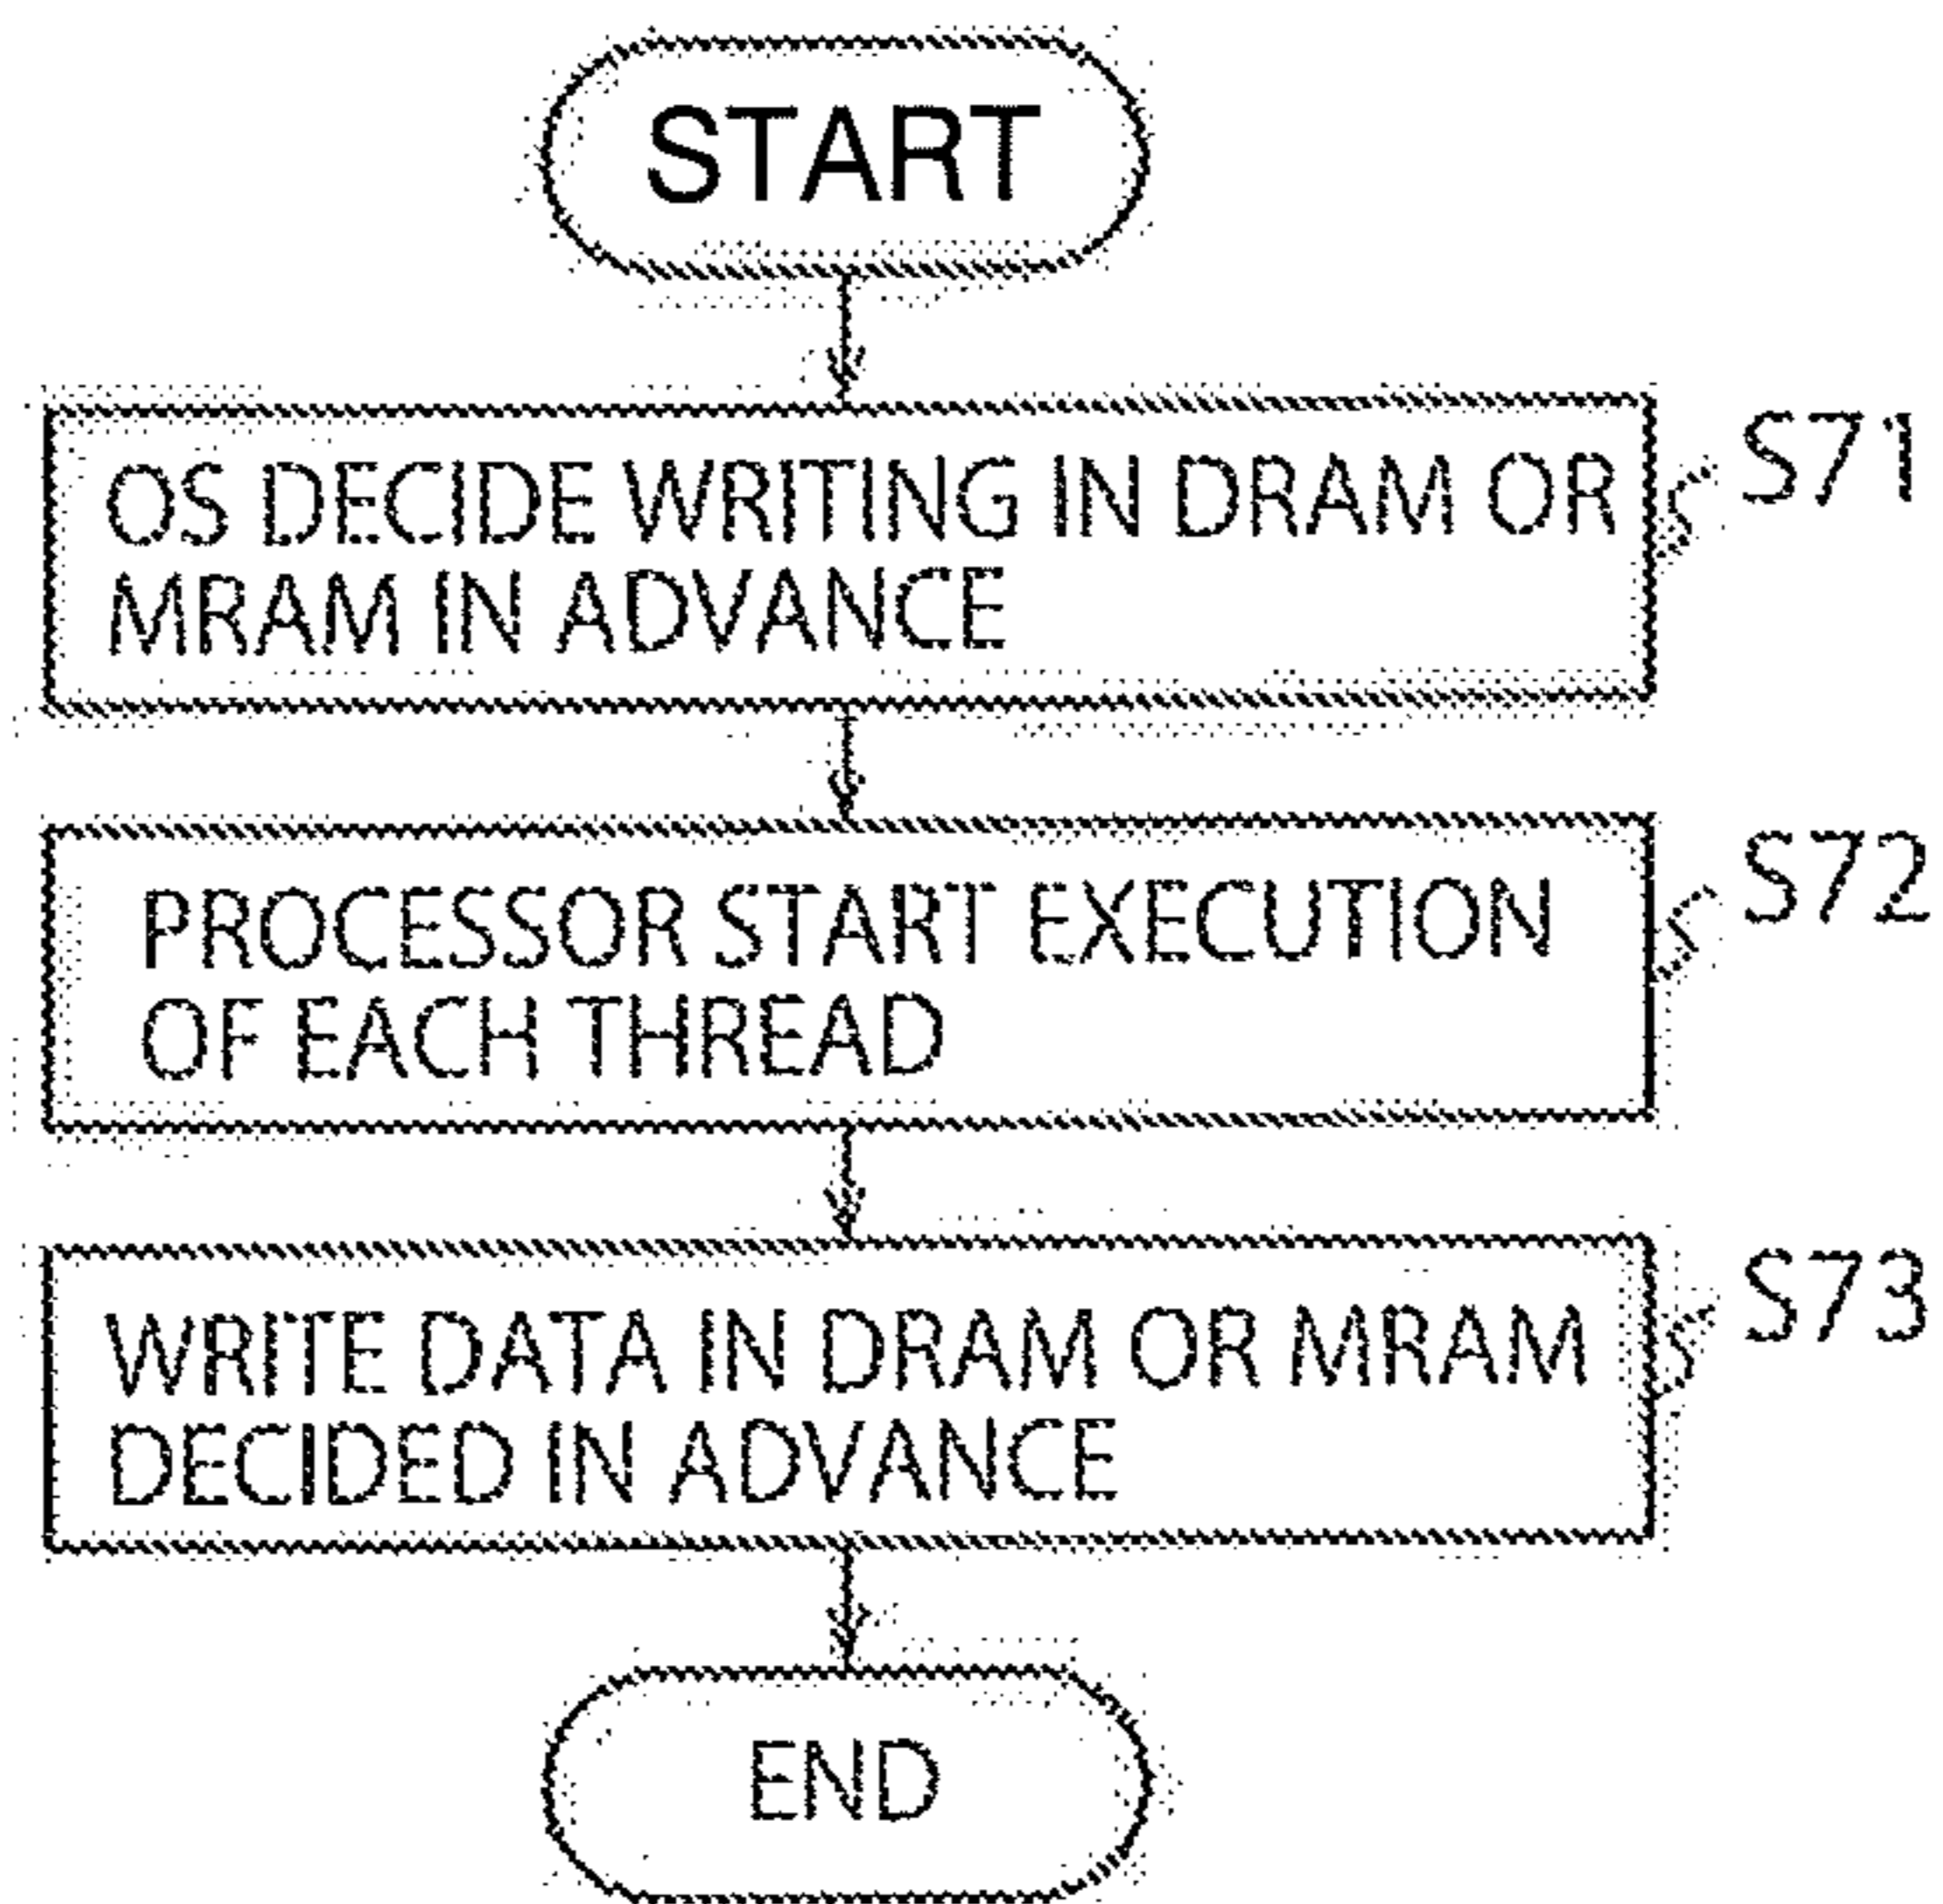 START
OS DECIDE WRITING IN DRAM OR
MRAM IN ADVANCE
S71
PROCESSOR START EXECUTION
OF EACH THREAD
S72
WRITE DATA IN DRAM OR MRAM
DECIDED IN ADVANCE
S73
END